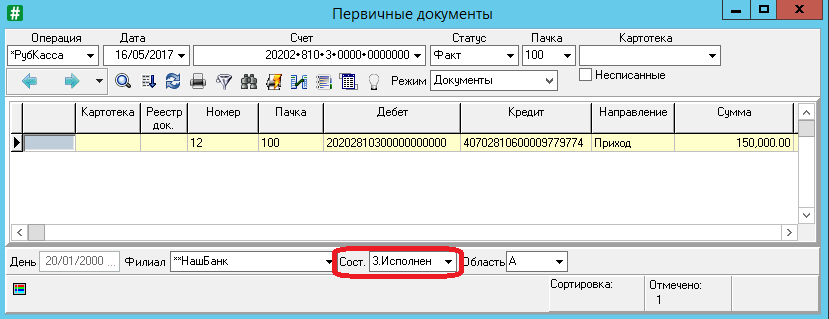 Первичные документы
Операция Дата Счет Статус Пачка Картотека
*РубКасса 16/05/2017 20202•810•3•0000•0000000 Факт 100
Режим Документы Несписанные
Картотека Реестр док. Номер Пачка Дебет Кредит Направление Сумма
12 100 20202810300000000000 40702810600009779774 Приход 150,000.00
День 20/01/2000 ... Филиал **НашБанк Сост. 3.Исполнен Область А
Сортировка: Отмечено:
1